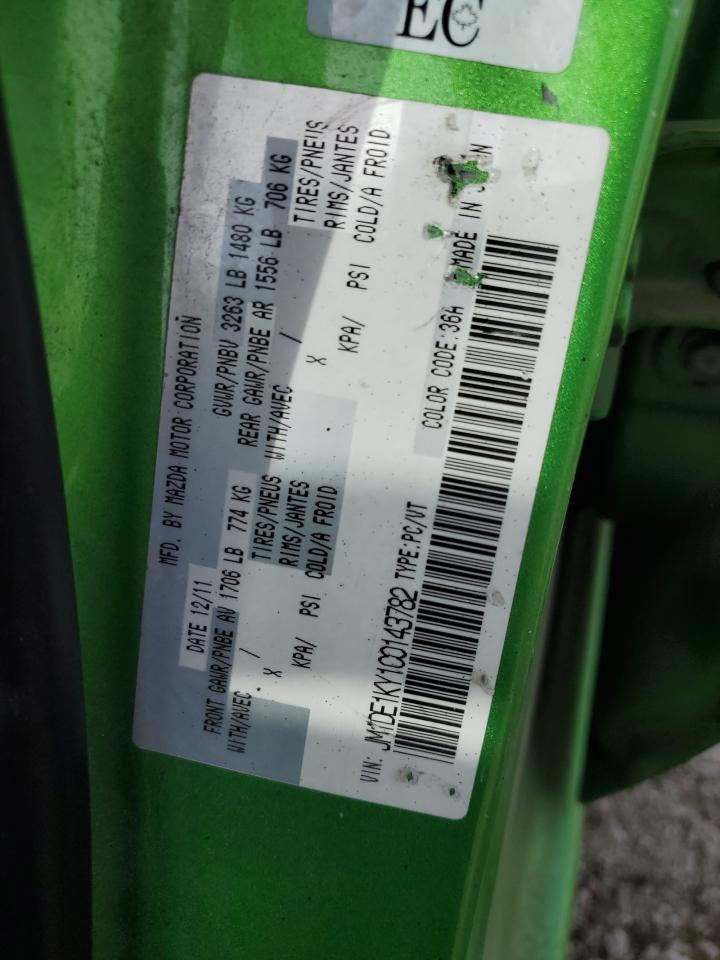 EC
MFD. BY MAZDA MOTOR CORPORATION
DATE 12/11 GVWR/PNBV 3263 LB 1480 KG
FRONT GAWR/PNBE AV 1706 LB 774 KG REAR GAWR/PNBE AR 1556 LB 706 KG
WITH/AVEC / TIRES/PNEUS WITH/AVEC / TIRES/PNEUS
X RIMS/JANTES X RIMS/JANTES
KPA/ PSI COLD/A FROID KPA/ PSI COLD/A FROID
VIN: JM1DE1KY1C0143782 TYPE:PC/VT COLOR CODE:36A MADE IN